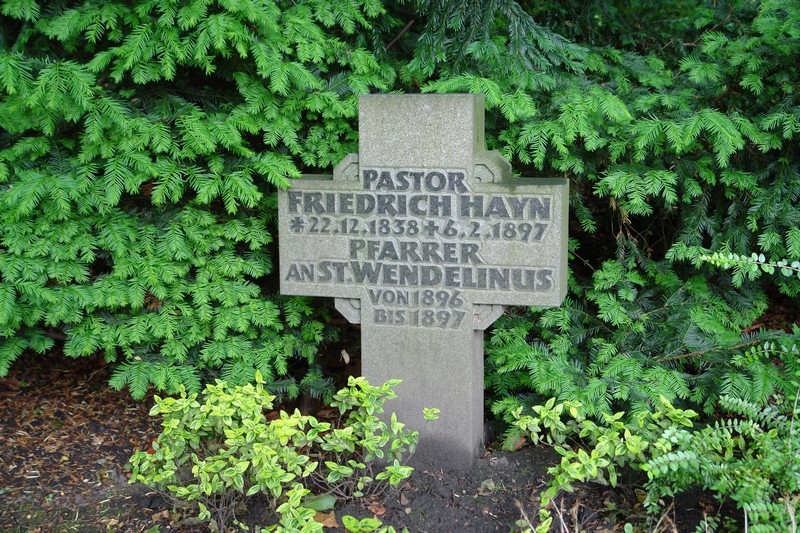 PASTOR
FRIEDRICH HAYN
*22.12.1838 ✝ 6.2.1897
PFARRER
AN ST. WENDELINUS
VON 1896
BIS 1897